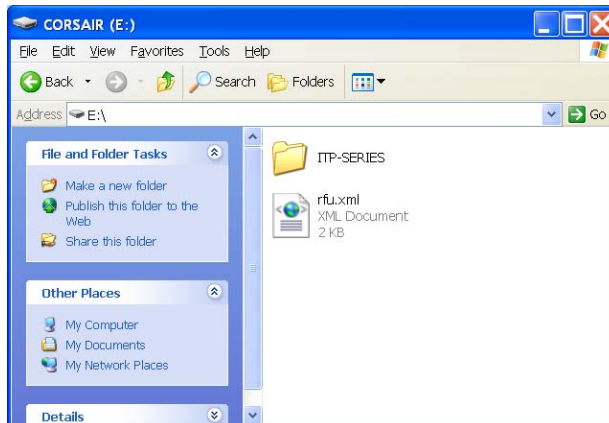 CORSAIR (E:)
File Edit View Favorites Tools Help
Back Search Folders
Address E:\ Go
File and Folder Tasks
Make a new folder
Publish this folder to the
Web
Share this folder
Other Places
My Computer
My Documents
My Network Places
Details
ITP-SERIES
rfu.xml
XML Document
2 KB